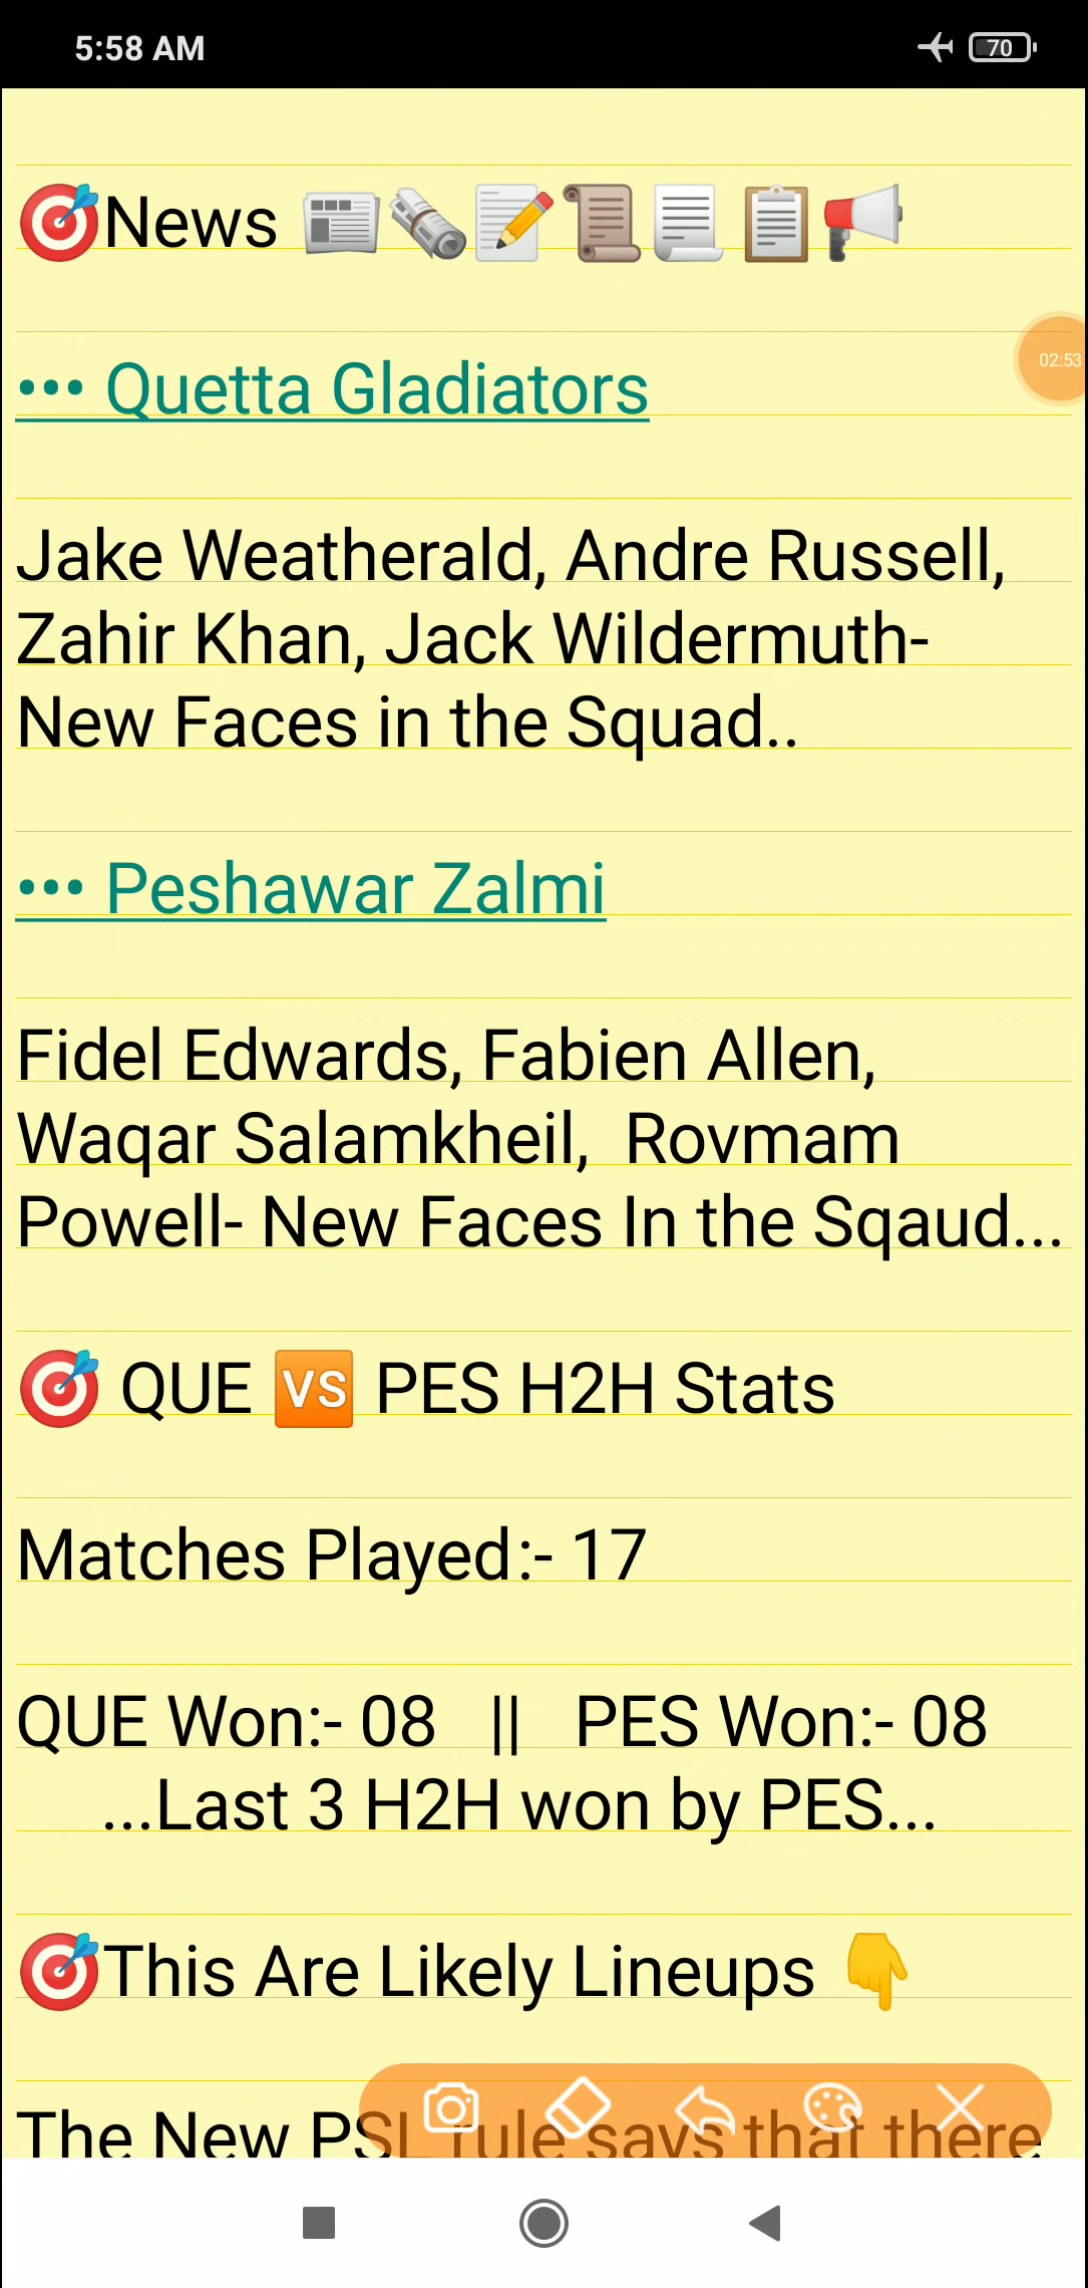 5:58 AM
70
🎯News 📰🗞️📝📜📃📋📢
02:53
••• Quetta Gladiators
Jake Weatherald, Andre Russell,
Zahir Khan, Jack Wildermuth-
New Faces in the Squad..
••• Peshawar Zalmi
Fidel Edwards, Fabien Allen,
Waqar Salamkheil,  Rovmam
Powell- New Faces In the Sqaud...
🎯 QUE 🆚 PES H2H Stats
Matches Played:- 17
QUE Won:- 08   ||   PES Won:- 08
...Last 3 H2H won by PES...
🎯This Are Likely Lineups 👇
The New PSL rule says that there